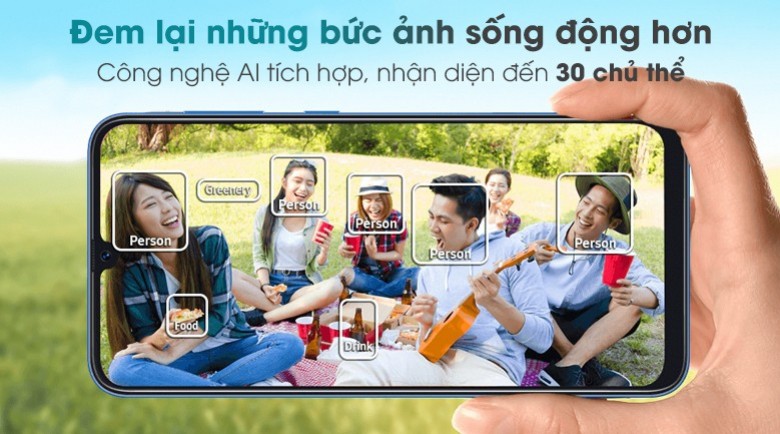 Đem lại những bức ảnh sống động hơn
Công nghệ AI tích hợp, nhận diện đến 30 chủ thể
Greenery
Person
Person
Person
Person
Person
Food
Drink